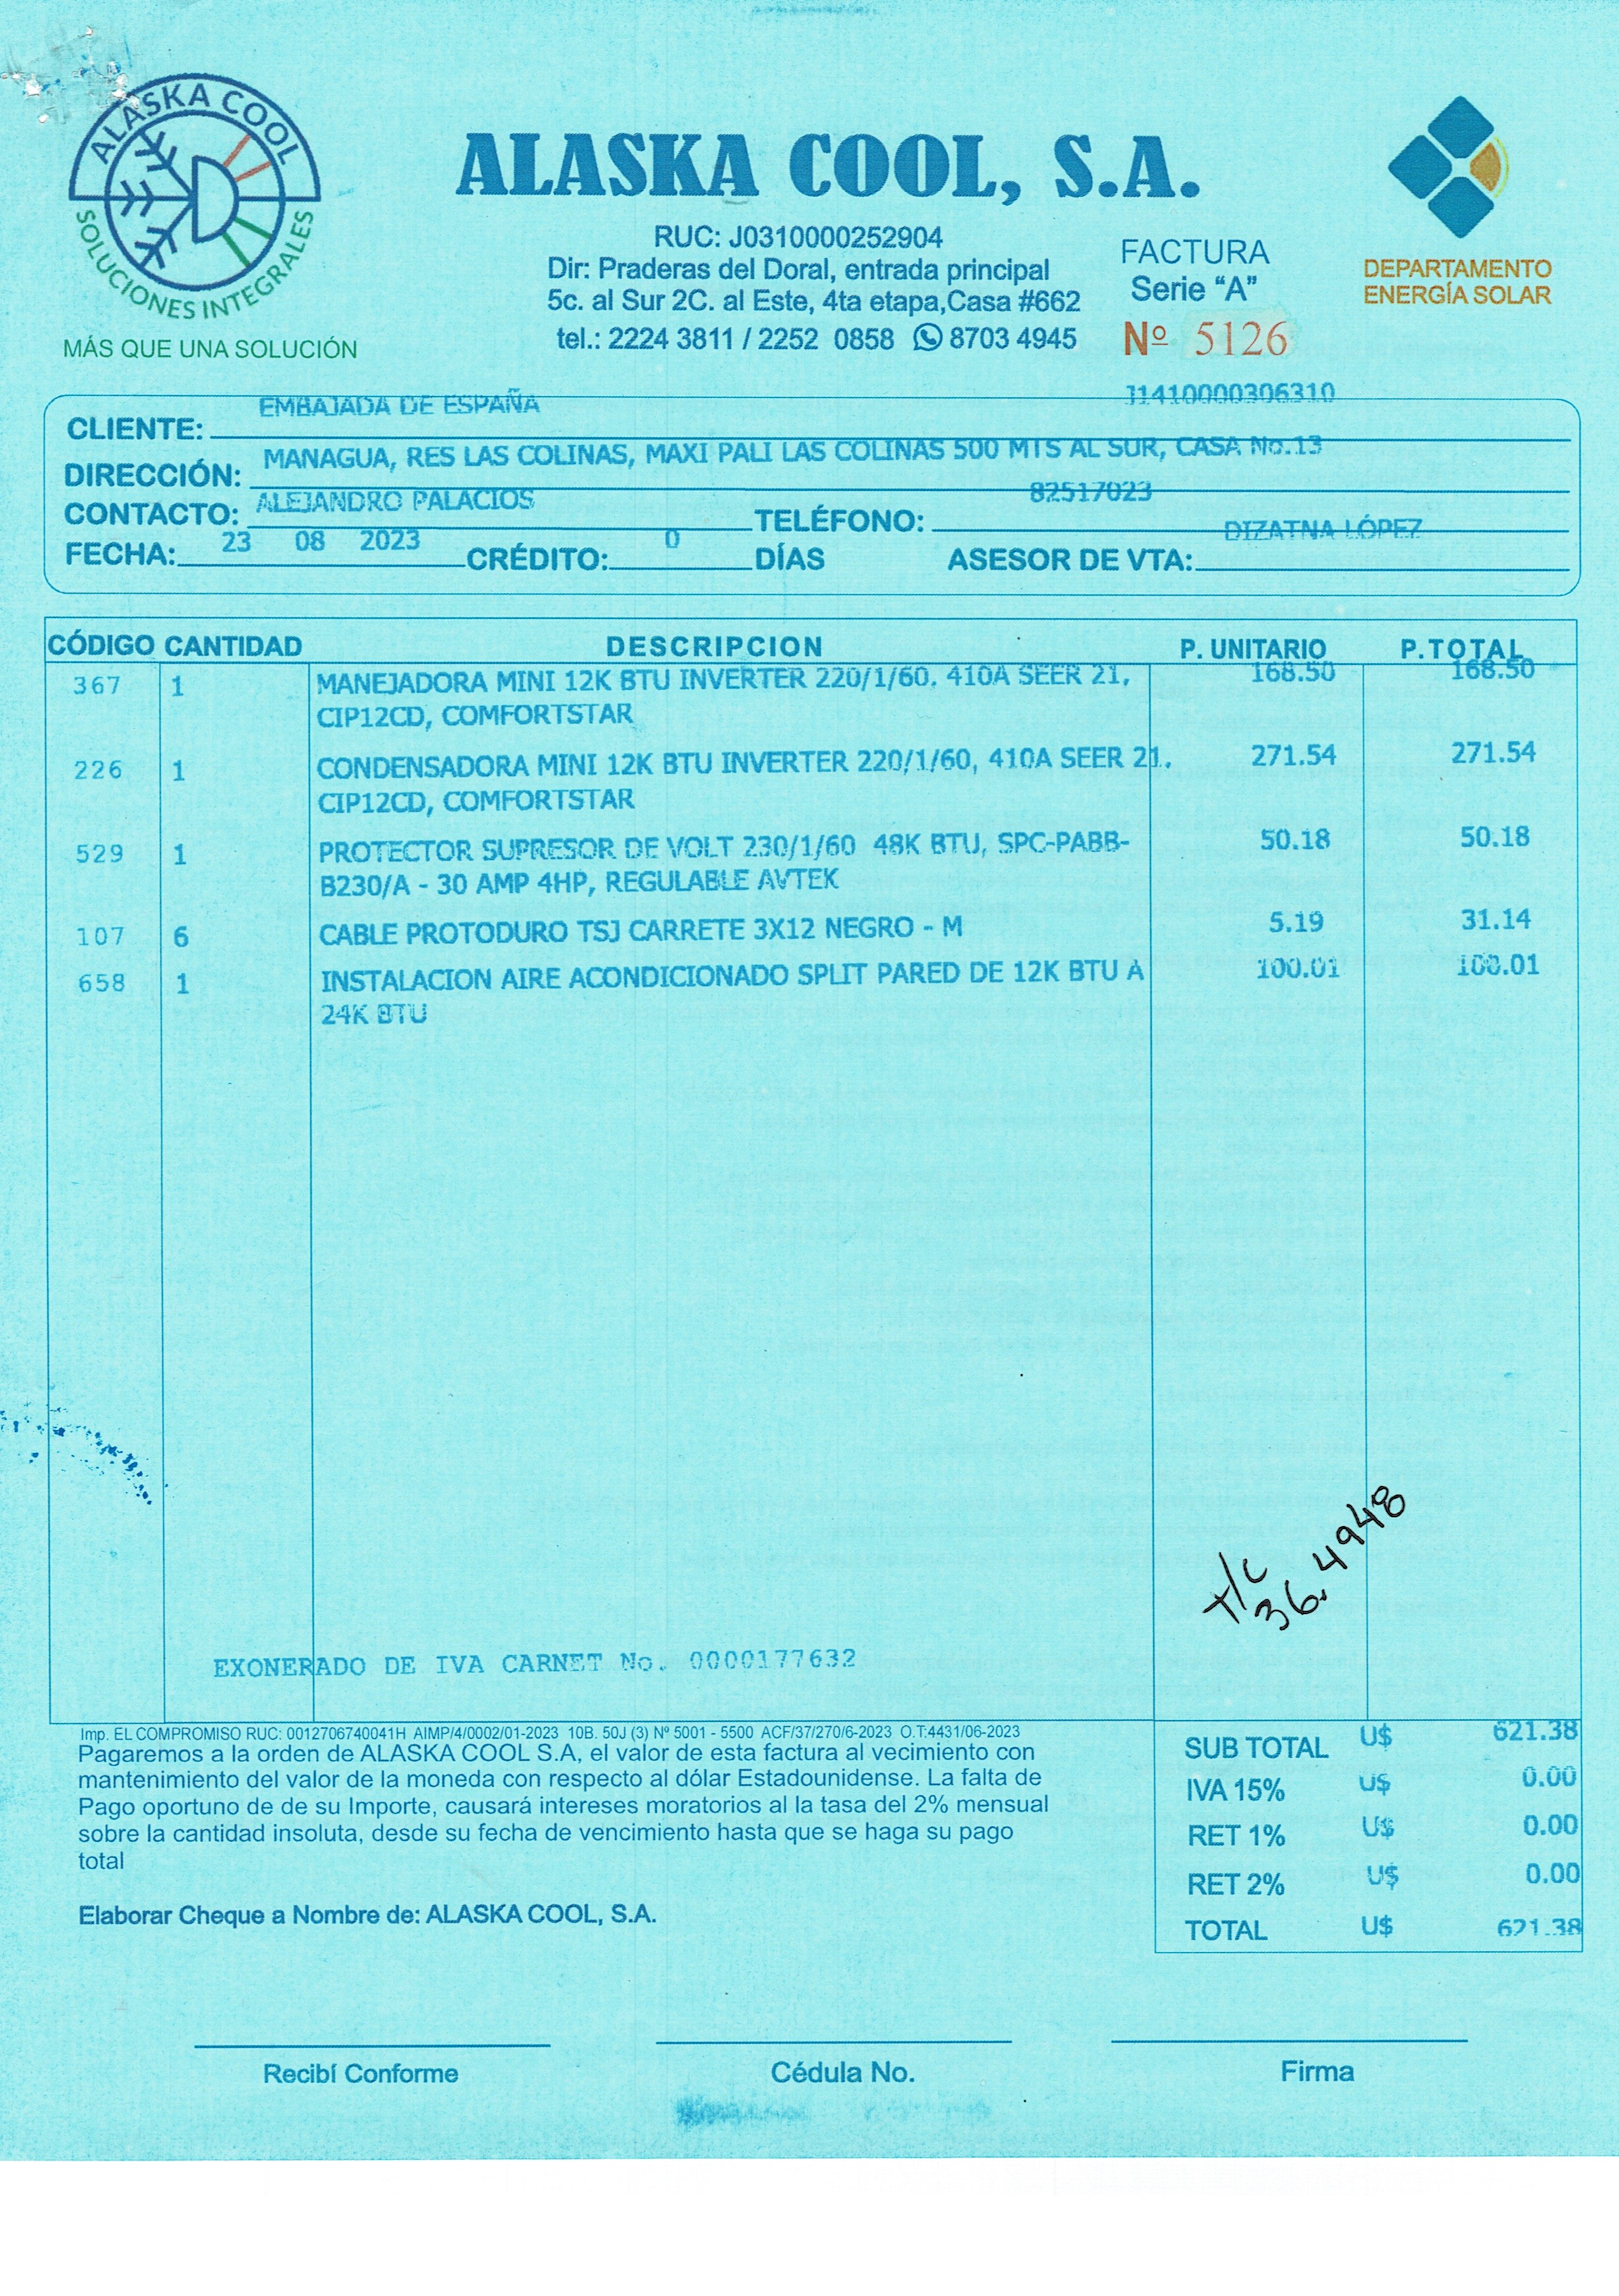 ALASKA COOL
SOLUCIONES INTEGRALES
MÁS QUE UNA SOLUCIÓN
ALASKA COOL, S.A.
RUC: J0310000252904
Dir: Praderas del Doral, entrada principal
5c. al Sur 2C. al Este, 4ta etapa,Casa #662
tel.: 2224 3811 / 2252 0858 8703 4945
FACTURA
Serie "A"
Nº 5126
DEPARTAMENTO
ENERGÍA SOLAR
J1410000306310
CLIENTE: EMBAJADA DE ESPAÑA
DIRECCIÓN: MANAGUA, RES LAS COLINAS, MAXI PALI LAS COLINAS 500 MTS AL SUR, CASA No.13
CONTACTO: ALEJANDRO PALACIOS TELÉFONO: 82517023
FECHA: 23 08 2023 CRÉDITO: 0 DÍAS ASESOR DE VTA: DIZATNA LÓPEZ
CÓDIGO CANTIDAD DESCRIPCION P. UNITARIO P.TOTAL
367 1 MANEJADORA MINI 12K BTU INVERTER 220/1/60. 410A SEER 21, 168.50 168.50
CIP12CD, COMFORTSTAR
226 1 CONDENSADORA MINI 12K BTU INVERTER 220/1/60, 410A SEER 21. 271.54 271.54
CIP12CD, COMFORTSTAR
529 1 PROTECTOR SUPRESOR DE VOLT 230/1/60 48K BTU, SPC-PABB- 50.18 50.18
B230/A - 30 AMP 4HP, REGULABLE AVTEK
107 6 CABLE PROTODURO TSJ CARRETE 3X12 NEGRO - M 5.19 31.14
658 1 INSTALACION AIRE ACONDICIONADO SPLIT PARED DE 12K BTU A 100.01 100.01
24K BTU
T/C
36.4948
EXONERADO DE IVA CARNET No. 0000177632
Imp. EL COMPROMISO RUC: 0012706740041H AIMP/4/0002/01-2023 10B. 50J (3) Nº 5001 - 5500 ACF/37/270/6-2023 O.T:4431/06-2023
Pagaremos a la orden de ALASKA COOL S.A, el valor de esta factura al vecimiento con
mantenimiento del valor de la moneda con respecto al dólar Estadounidense. La falta de
Pago oportuno de de su Importe, causará intereses moratorios al la tasa del 2% mensual
sobre la cantidad insoluta, desde su fecha de vencimiento hasta que se haga su pago
total
Elaborar Cheque a Nombre de: ALASKA COOL, S.A.
SUB TOTAL U$ 621.38
IVA 15% U$ 0.00
RET 1% U$ 0.00
RET 2% U$ 0.00
TOTAL U$ 621.38
Recibí Conforme
Cédula No.
Firma